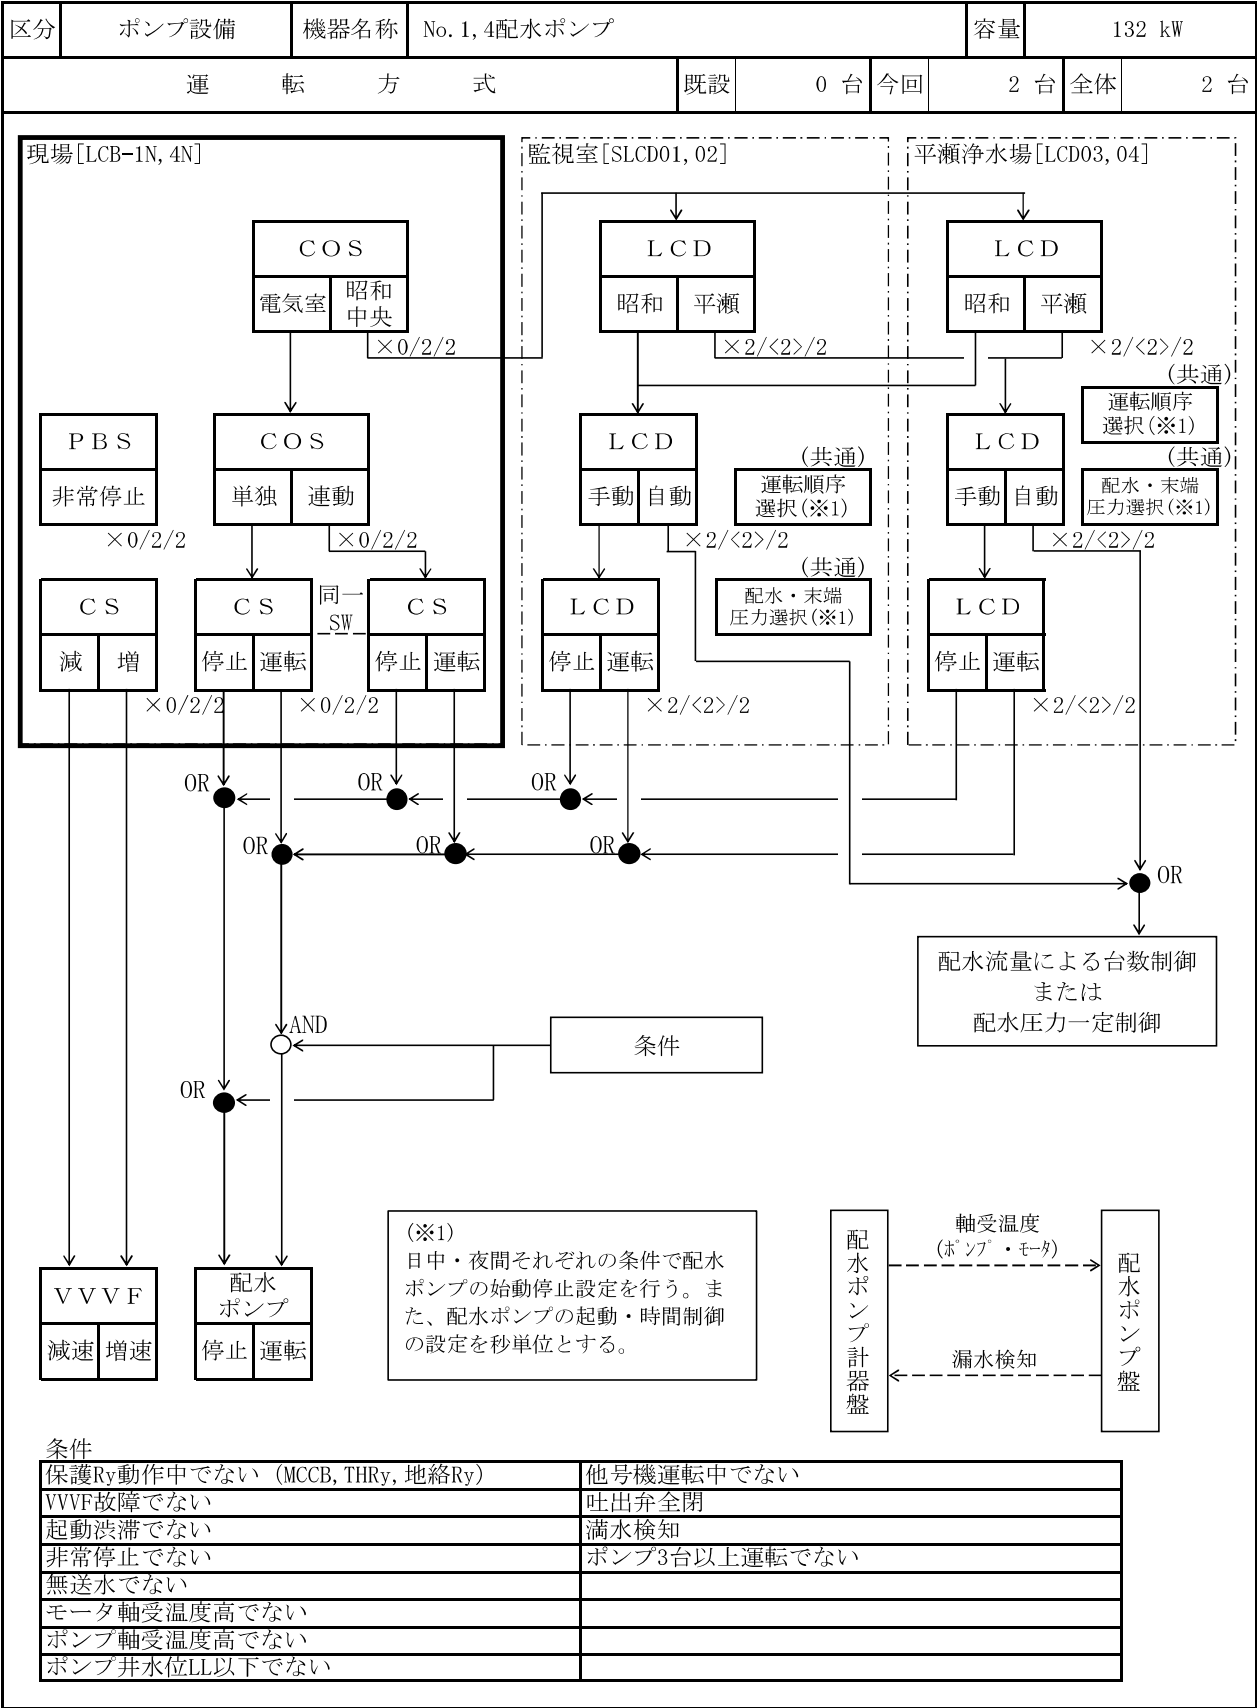 区分 ポンプ設備 機器名称 No.1,4配水ポンプ 容量 132 kW
運転方式 既設 0 台 今回 2 台 全体 2 台
現場[LCB-1N,4N] 監視室[SLCD01,02] 平瀬浄水場[LCD03,04]
COS LCD LCD
電気室 昭和
中央 昭和 平瀬 昭和 平瀬
×0/2/2 ×2/<2>/2 ×2/<2>/2
(共通)
運転順序
選択(※1)
PBS COS LCD LCD
(共通) (共通)
非常停止 単独 連動 手動 自動 運転順序
選択(※1) 手動 自動 配水・末端
圧力選択(※1)
×0/2/2 ×0/2/2 ×2/<2>/2 ×2/<2>/2
(共通)
CS CS 同一
SW CS LCD 配水・末端
圧力選択(※1) LCD
減 増 停止 運転 停止 運転 停止 運転 停止 運転
×0/2/2 ×0/2/2 ×2/<2>/2 ×2/<2>/2
OR OR OR
OR OR OR
OR
配水流量による台数制御
または
配水圧力一定制御
AND
条件
OR
(※1)
日中・夜間それぞれの条件で配水
ポンプの始動停止設定を行う。ま
た、配水ポンプの起動・時間制御
の設定を秒単位とする。
配水ポンプ計器盤
軸受温度
(ポンプ・モータ)
漏水検知
配水ポンプ盤
VVVF 配水
ポンプ
減速 増速 停止 運転
条件
保護Ry動作中でない (MCCB,THRy,地絡Ry) 他号機運転中でない
VVVF故障でない 吐出弁全閉
起動渋滞でない 満水検知
非常停止でない ポンプ3台以上運転でない
無送水でない
モータ軸受温度高でない
ポンプ軸受温度高でない
ポンプ井水位LL以下でない